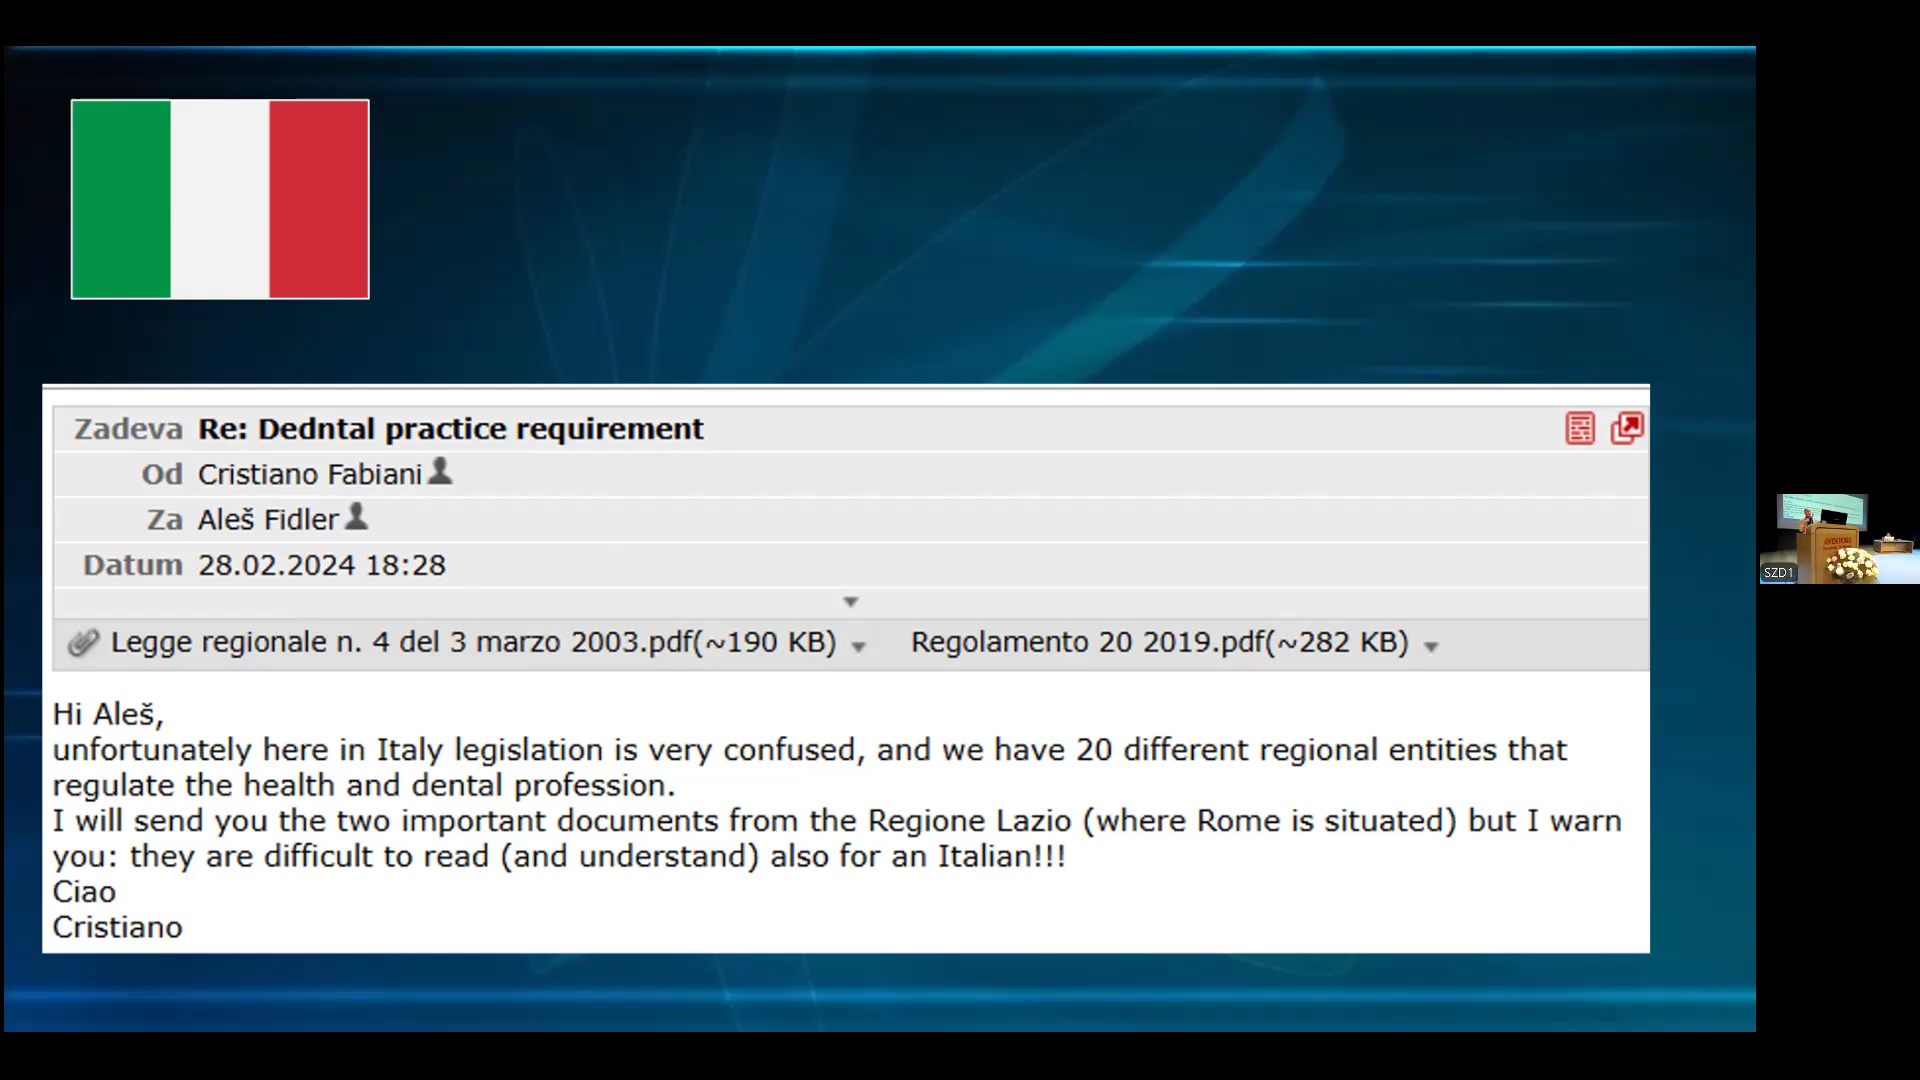 Zadeva Re: Dedntal practice requirement
Od Cristiano Fabiani
Za Aleš Fidler
Datum 28.02.2024 18:28
Legge regionale n. 4 del 3 marzo 2003.pdf(~190 KB) Regolamento 20 2019.pdf(~282 KB)
Hi Aleš,
unfortunately here in Italy legislation is very confused, and we have 20 different regional entities that
regulate the health and dental profession.
I will send you the two important documents from the Regione Lazio (where Rome is situated) but I warn
you: they are difficult to read (and understand) also for an Italian!!!
Ciao
Cristiano
SZD1